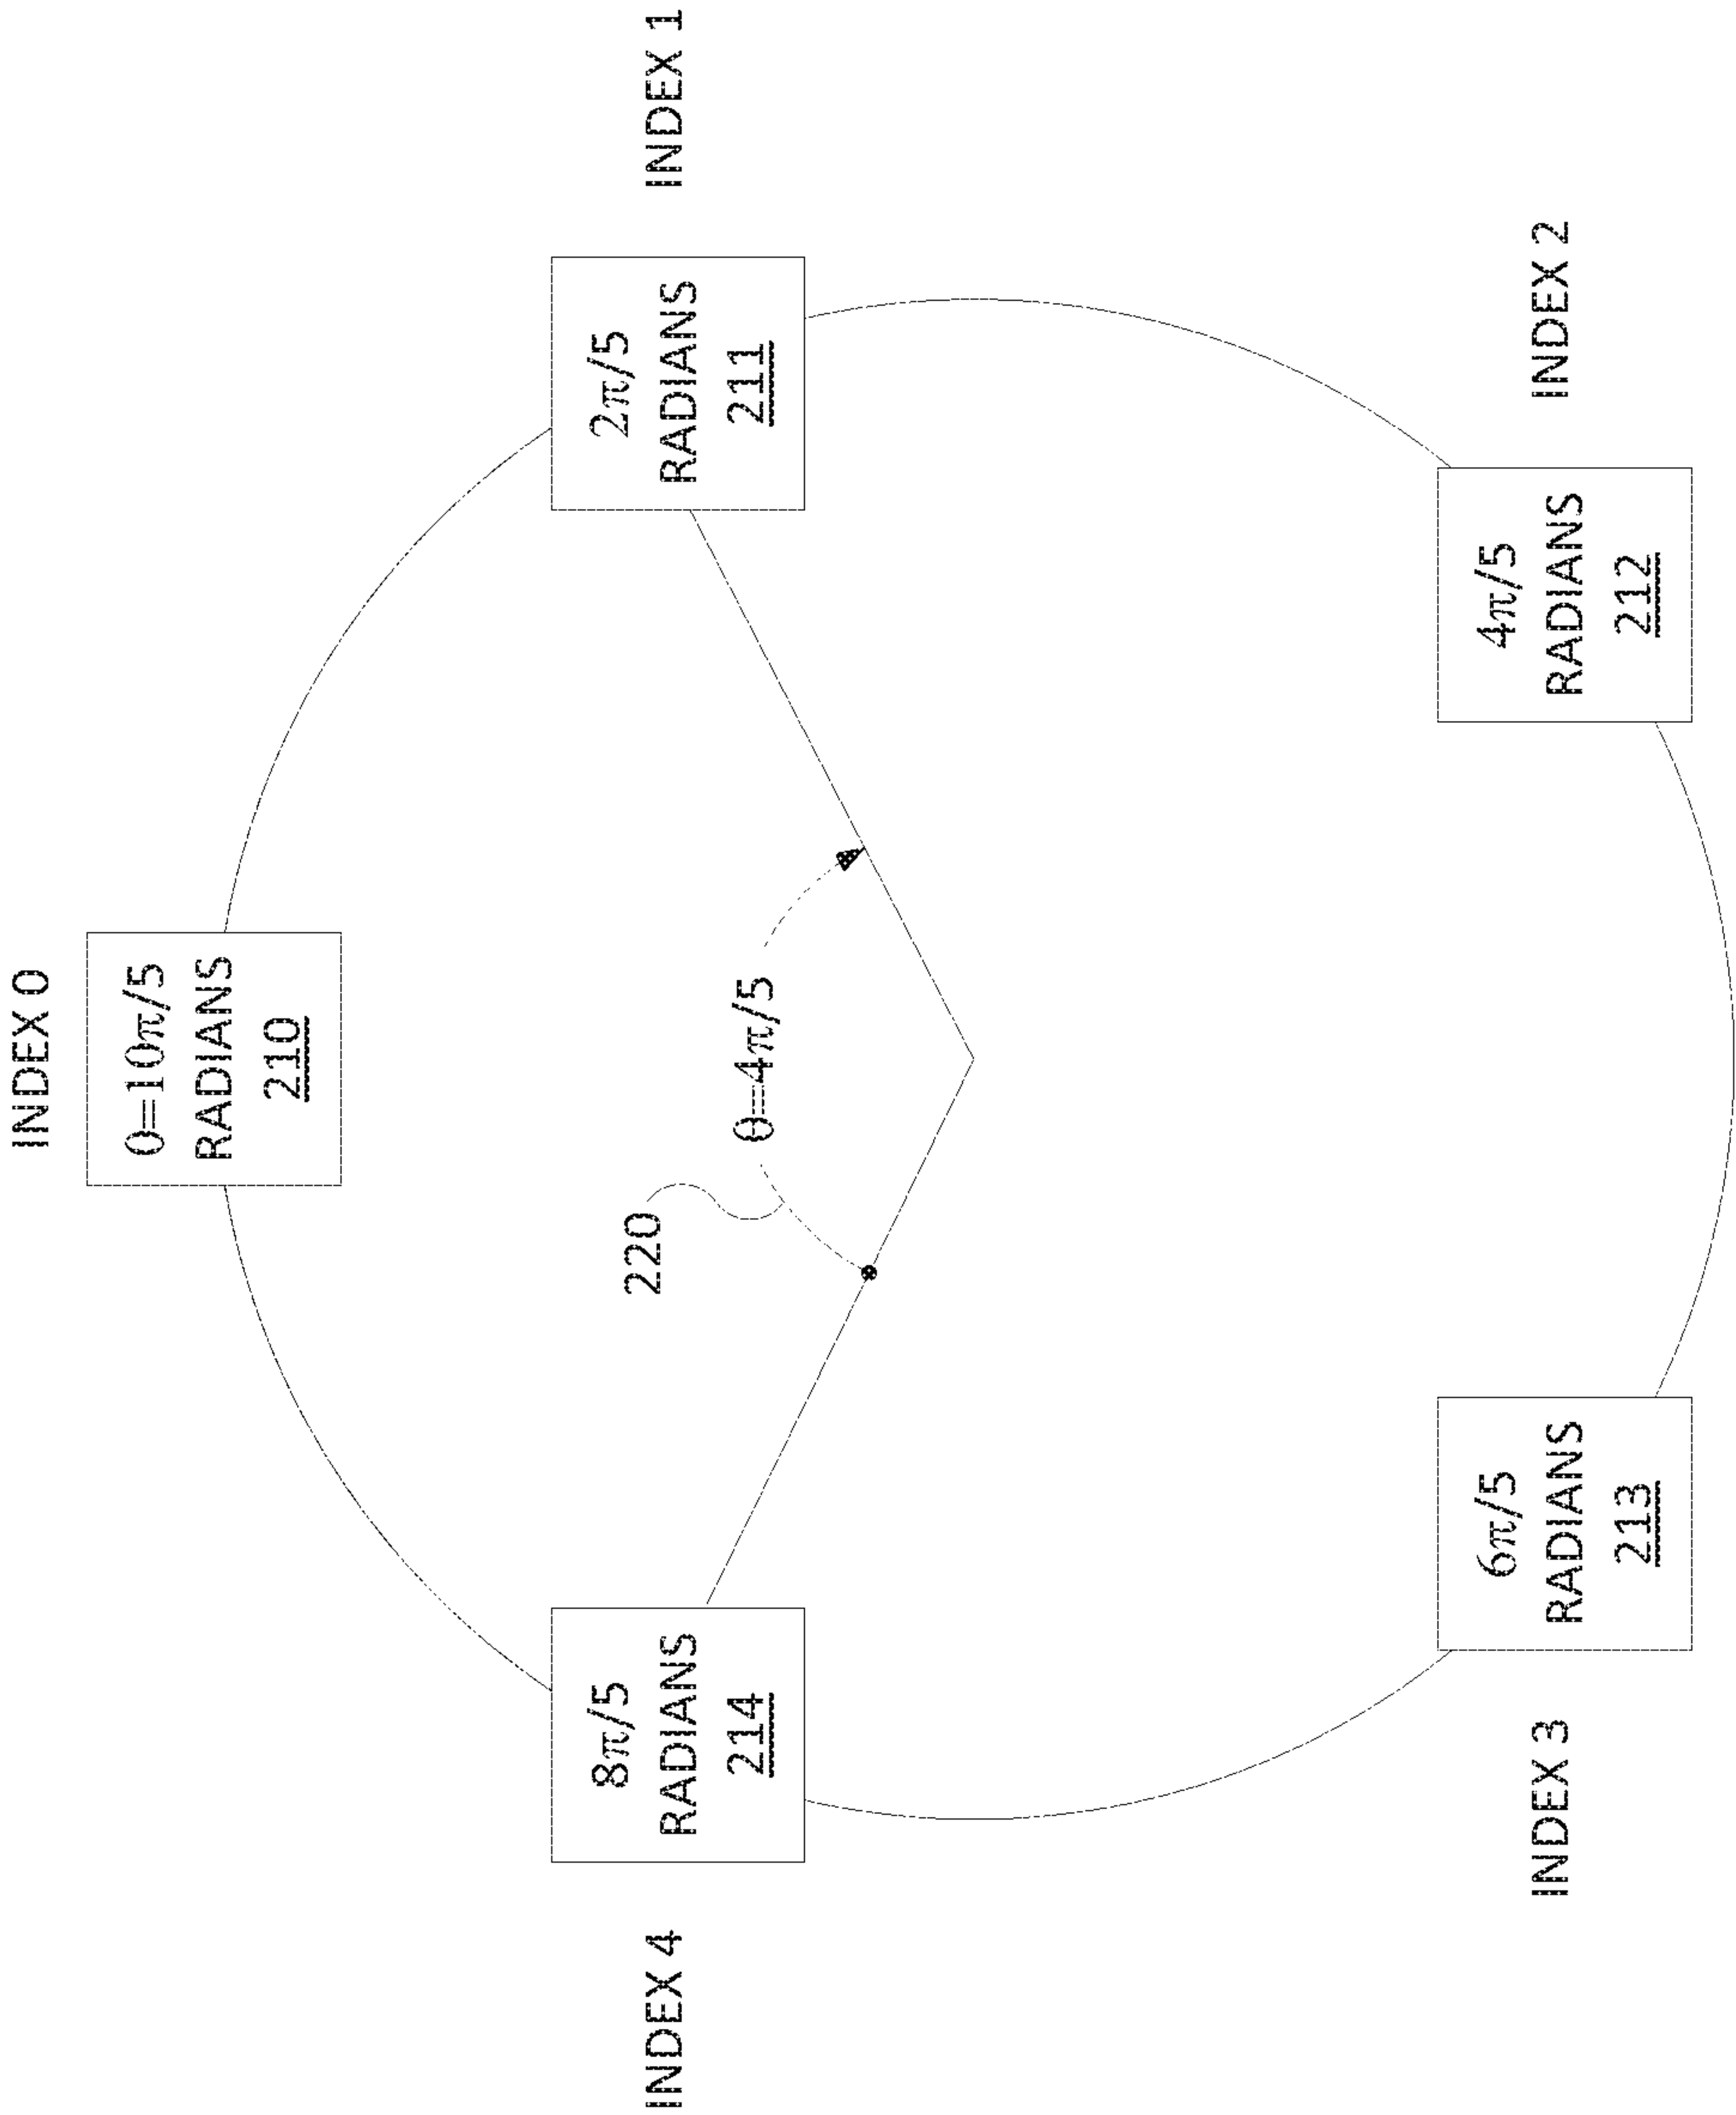 INDEX 0
0=10π/5
RADIANS
210
INDEX 4
8π/5
RADIANS
214
220
θ=4π/5
2π/5
RADIANS
211
INDEX 1
INDEX 3
6π/5
RADIANS
213
4π/5
RADIANS
212
INDEX 2